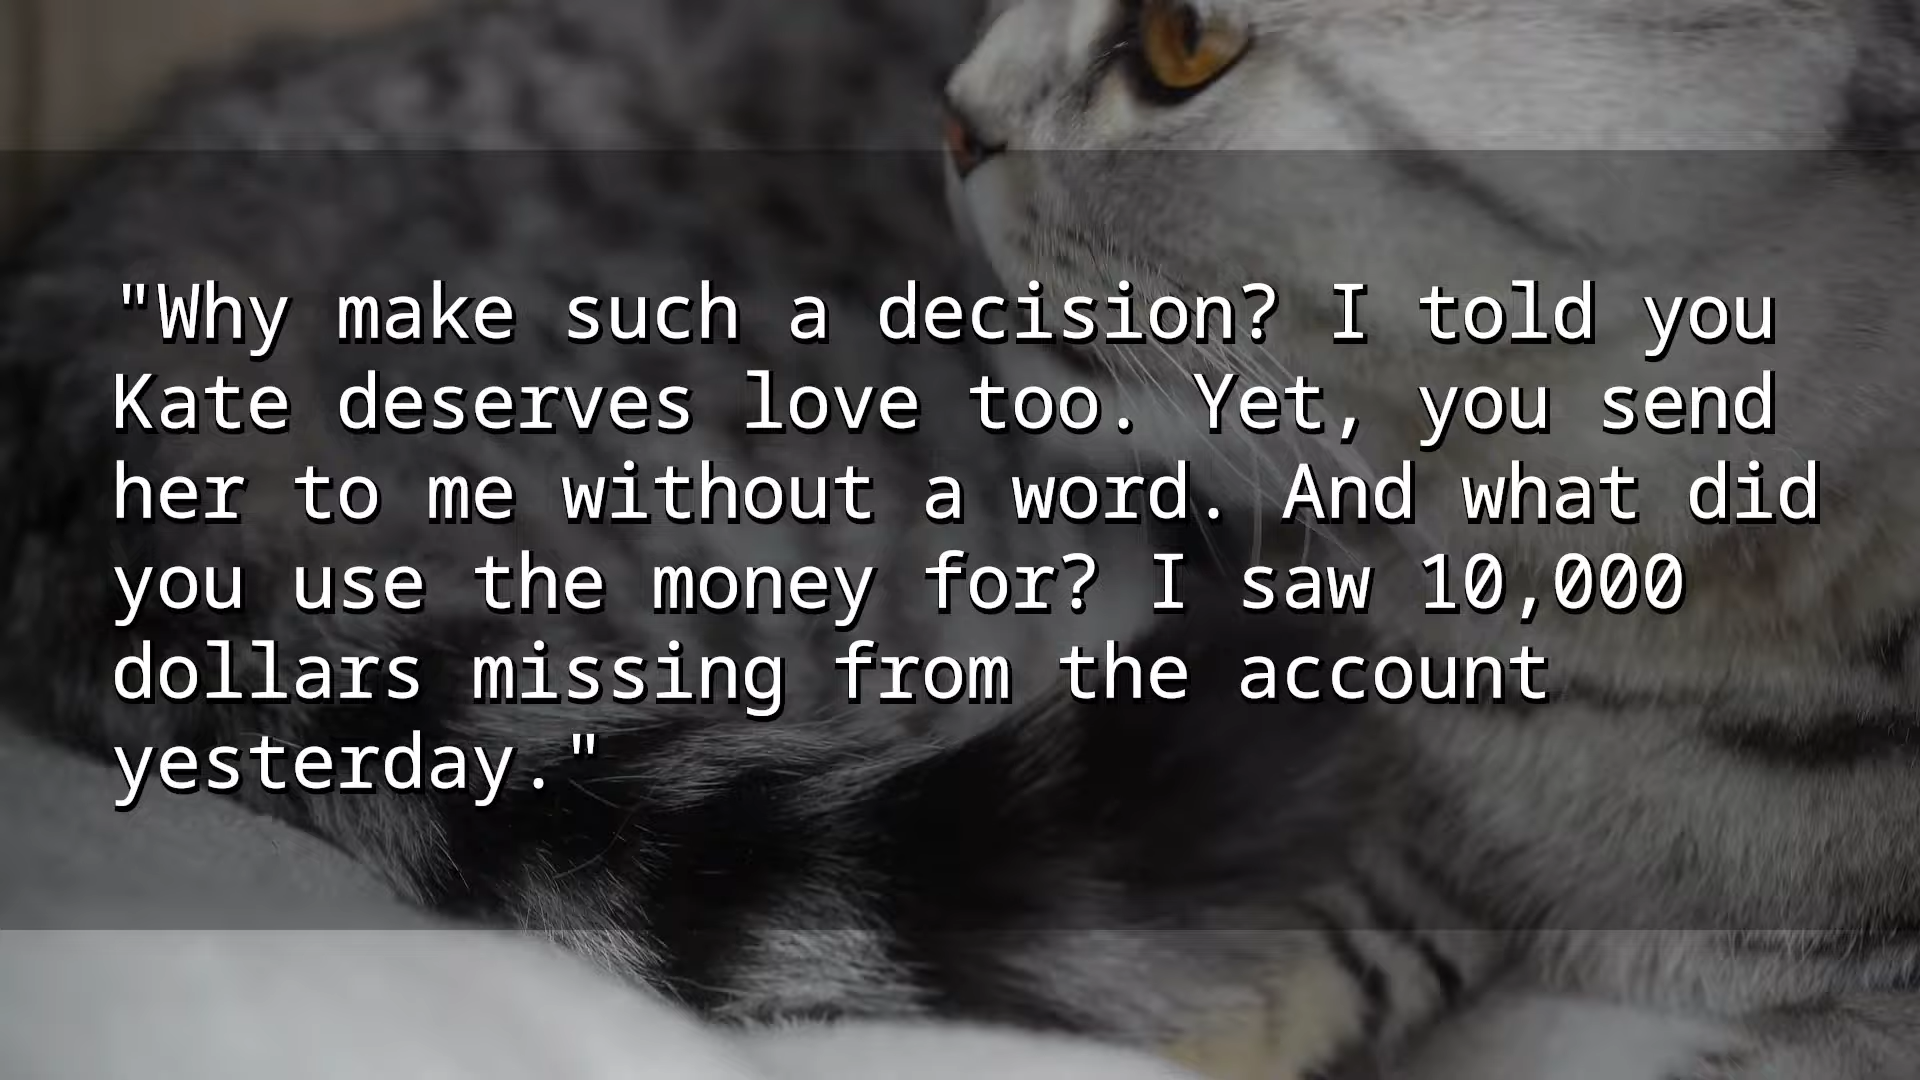 "Why make such a decision? I told you
Kate deserves love too. Yet, you send
her to me without a word. And what did
you use the money for? I saw 10,000
dollars missing from the account
yesterday."